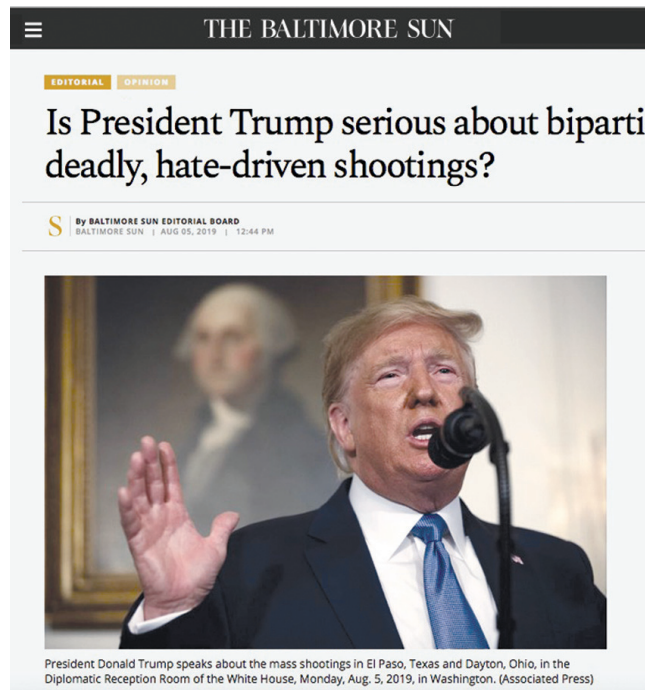 THE BALTIMORE SUN
EDITORIAL OPINION
Is President Trump serious about biparti
deadly, hate-driven shootings?
S
By BALTIMORE SUN EDITORIAL BOARD
BALTIMORE SUN | AUG 05, 2019 | 12:44 PM
President Donald Trump speaks about the mass shootings in El Paso, Texas and Dayton, Ohio, in the
Diplomatic Reception Room of the White House, Monday, Aug. 5, 2019, in Washington. (Associated Press)